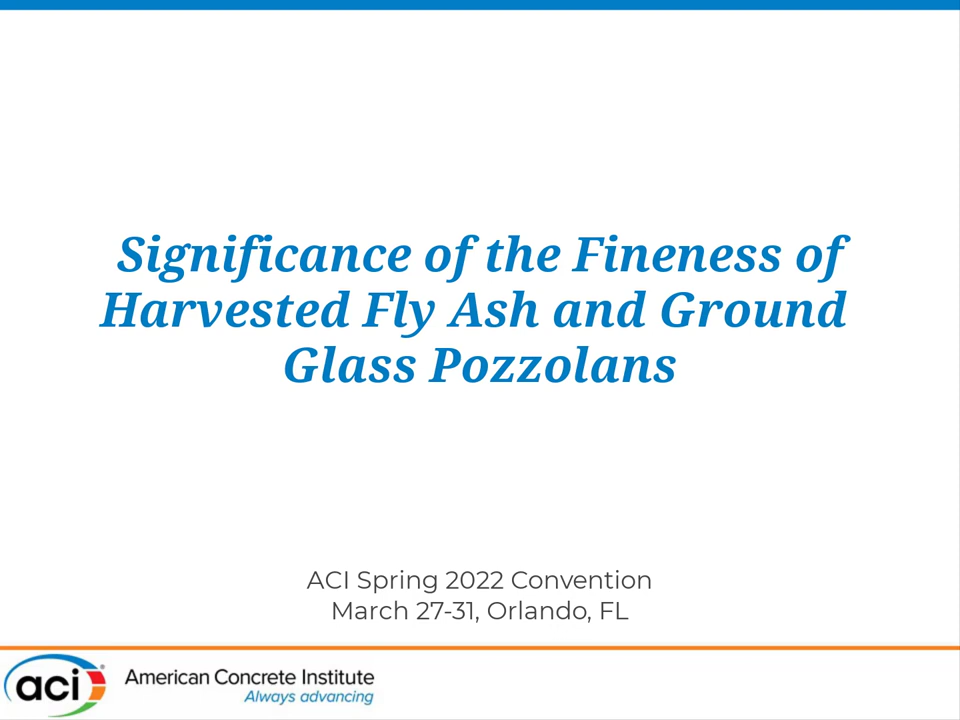 Significance of the Fineness of
Harvested Fly Ash and Ground
Glass Pozzolans
ACI Spring 2022 Convention
March 27-31, Orlando, FL
aci
American Concrete Institute
Always advancing